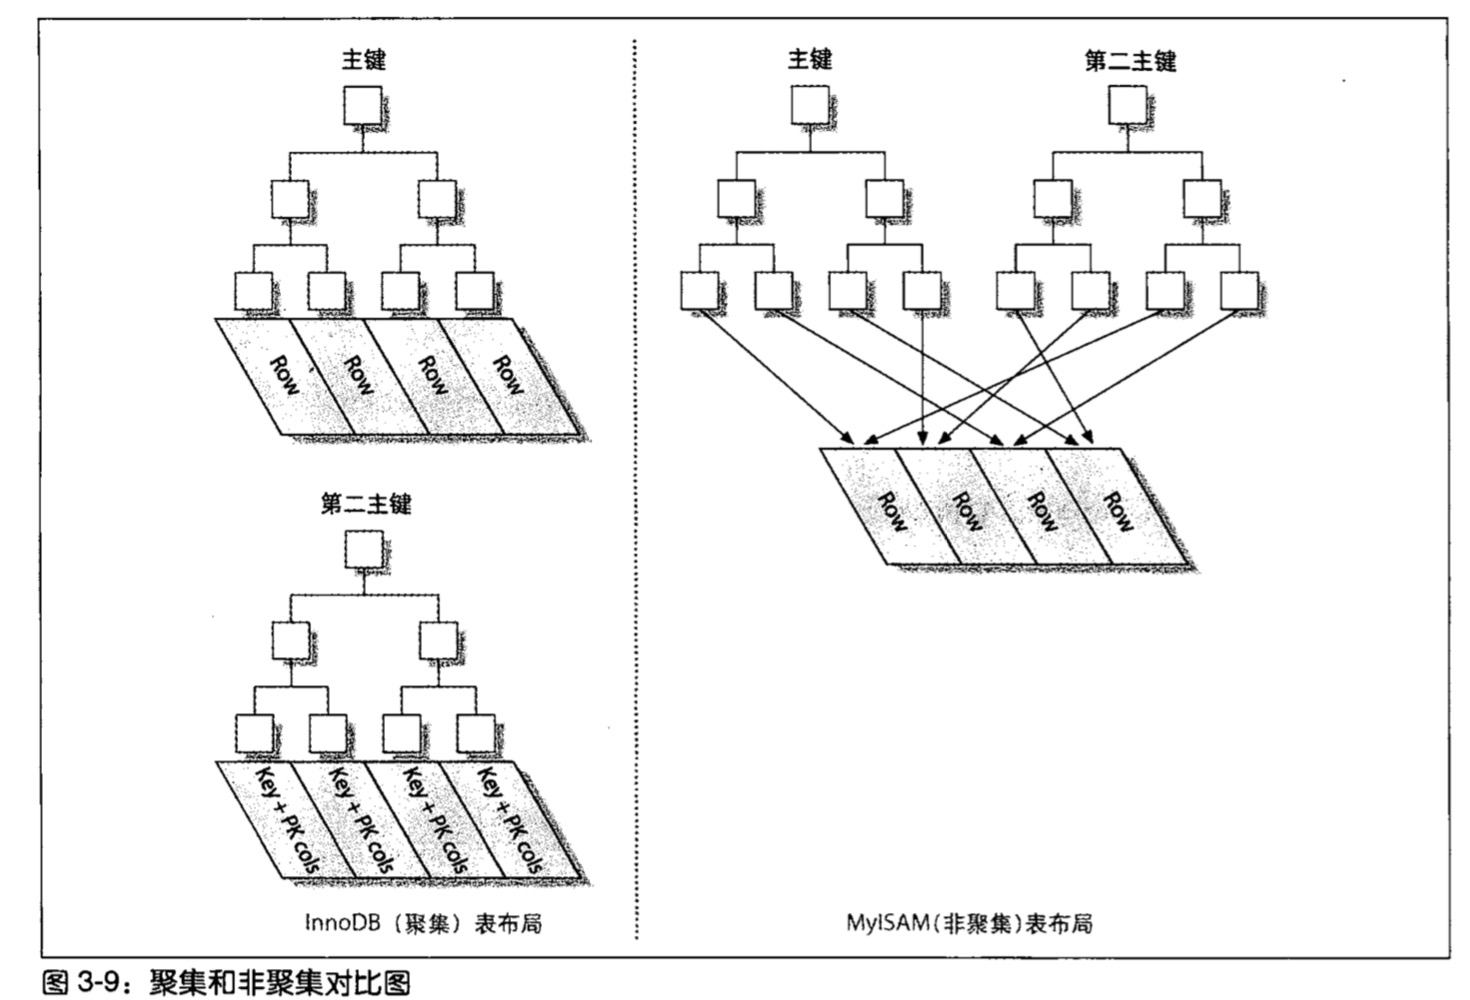 主键
Row
Row
Row
Row
第二主键
Key + PK cols
Key + PK cols
Key + PK cols
Key + PK cols
InnoDB（聚集）表布局
主键
第二主键
Row
Row
Row
Row
MyISAM(非聚集)表布局
图 3-9：聚集和非聚集对比图